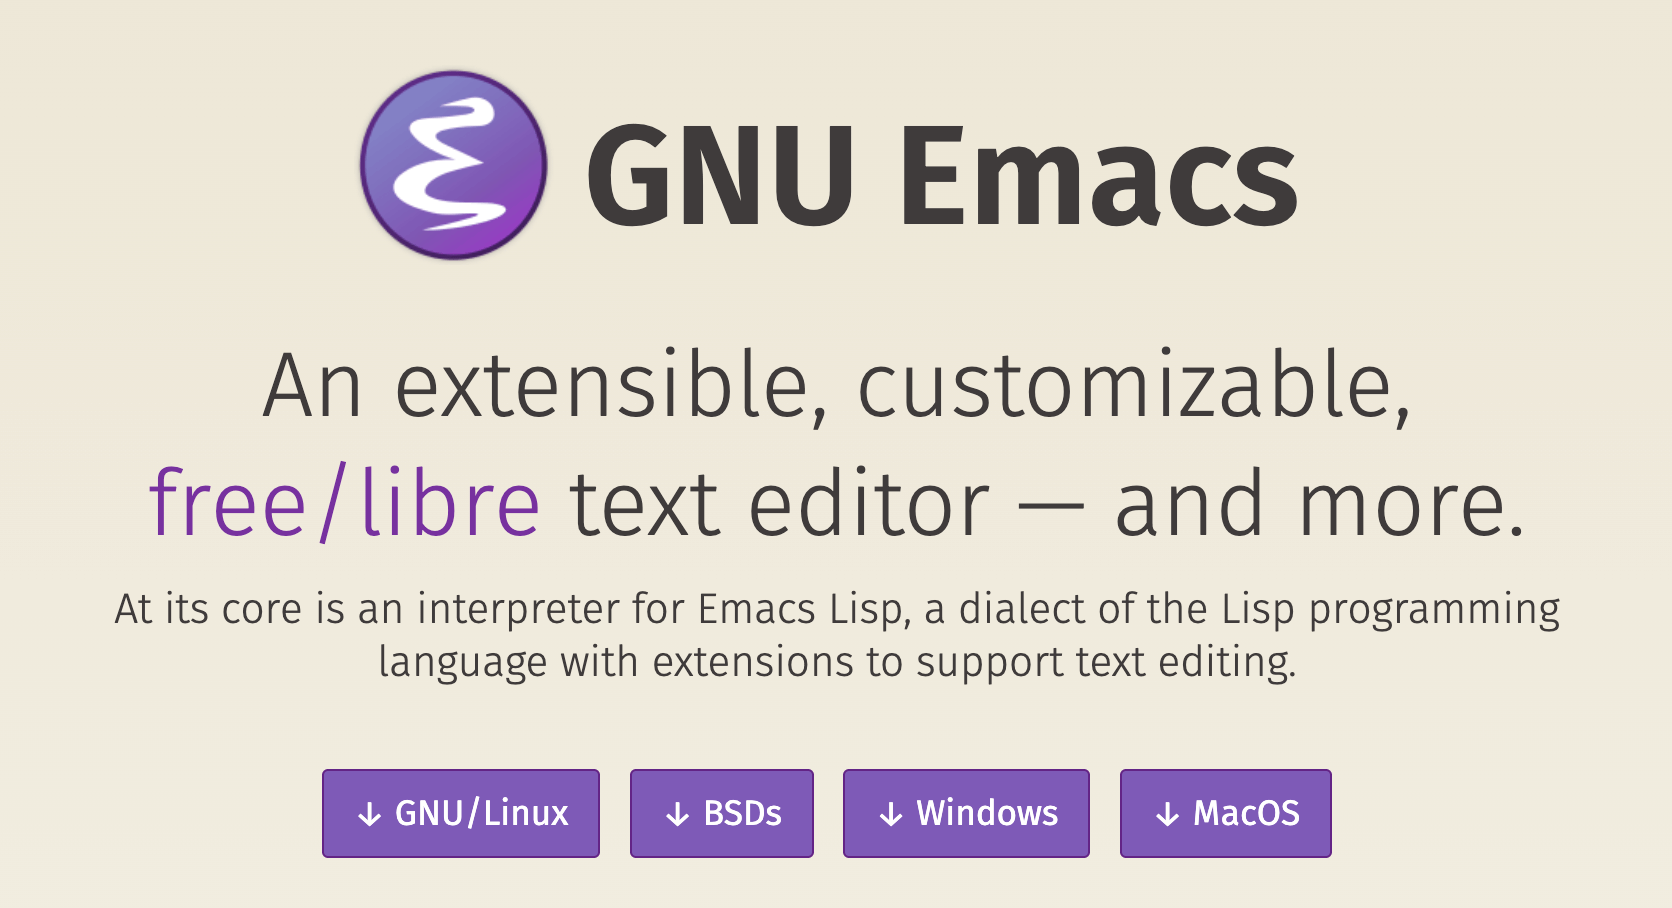 GNU Emacs
An extensible, customizable,
free/libre text editor — and more.
At its core is an interpreter for Emacs Lisp, a dialect of the Lisp programming
language with extensions to support text editing.
↓ GNU/Linux ↓ BSDs ↓ Windows ↓ MacOS